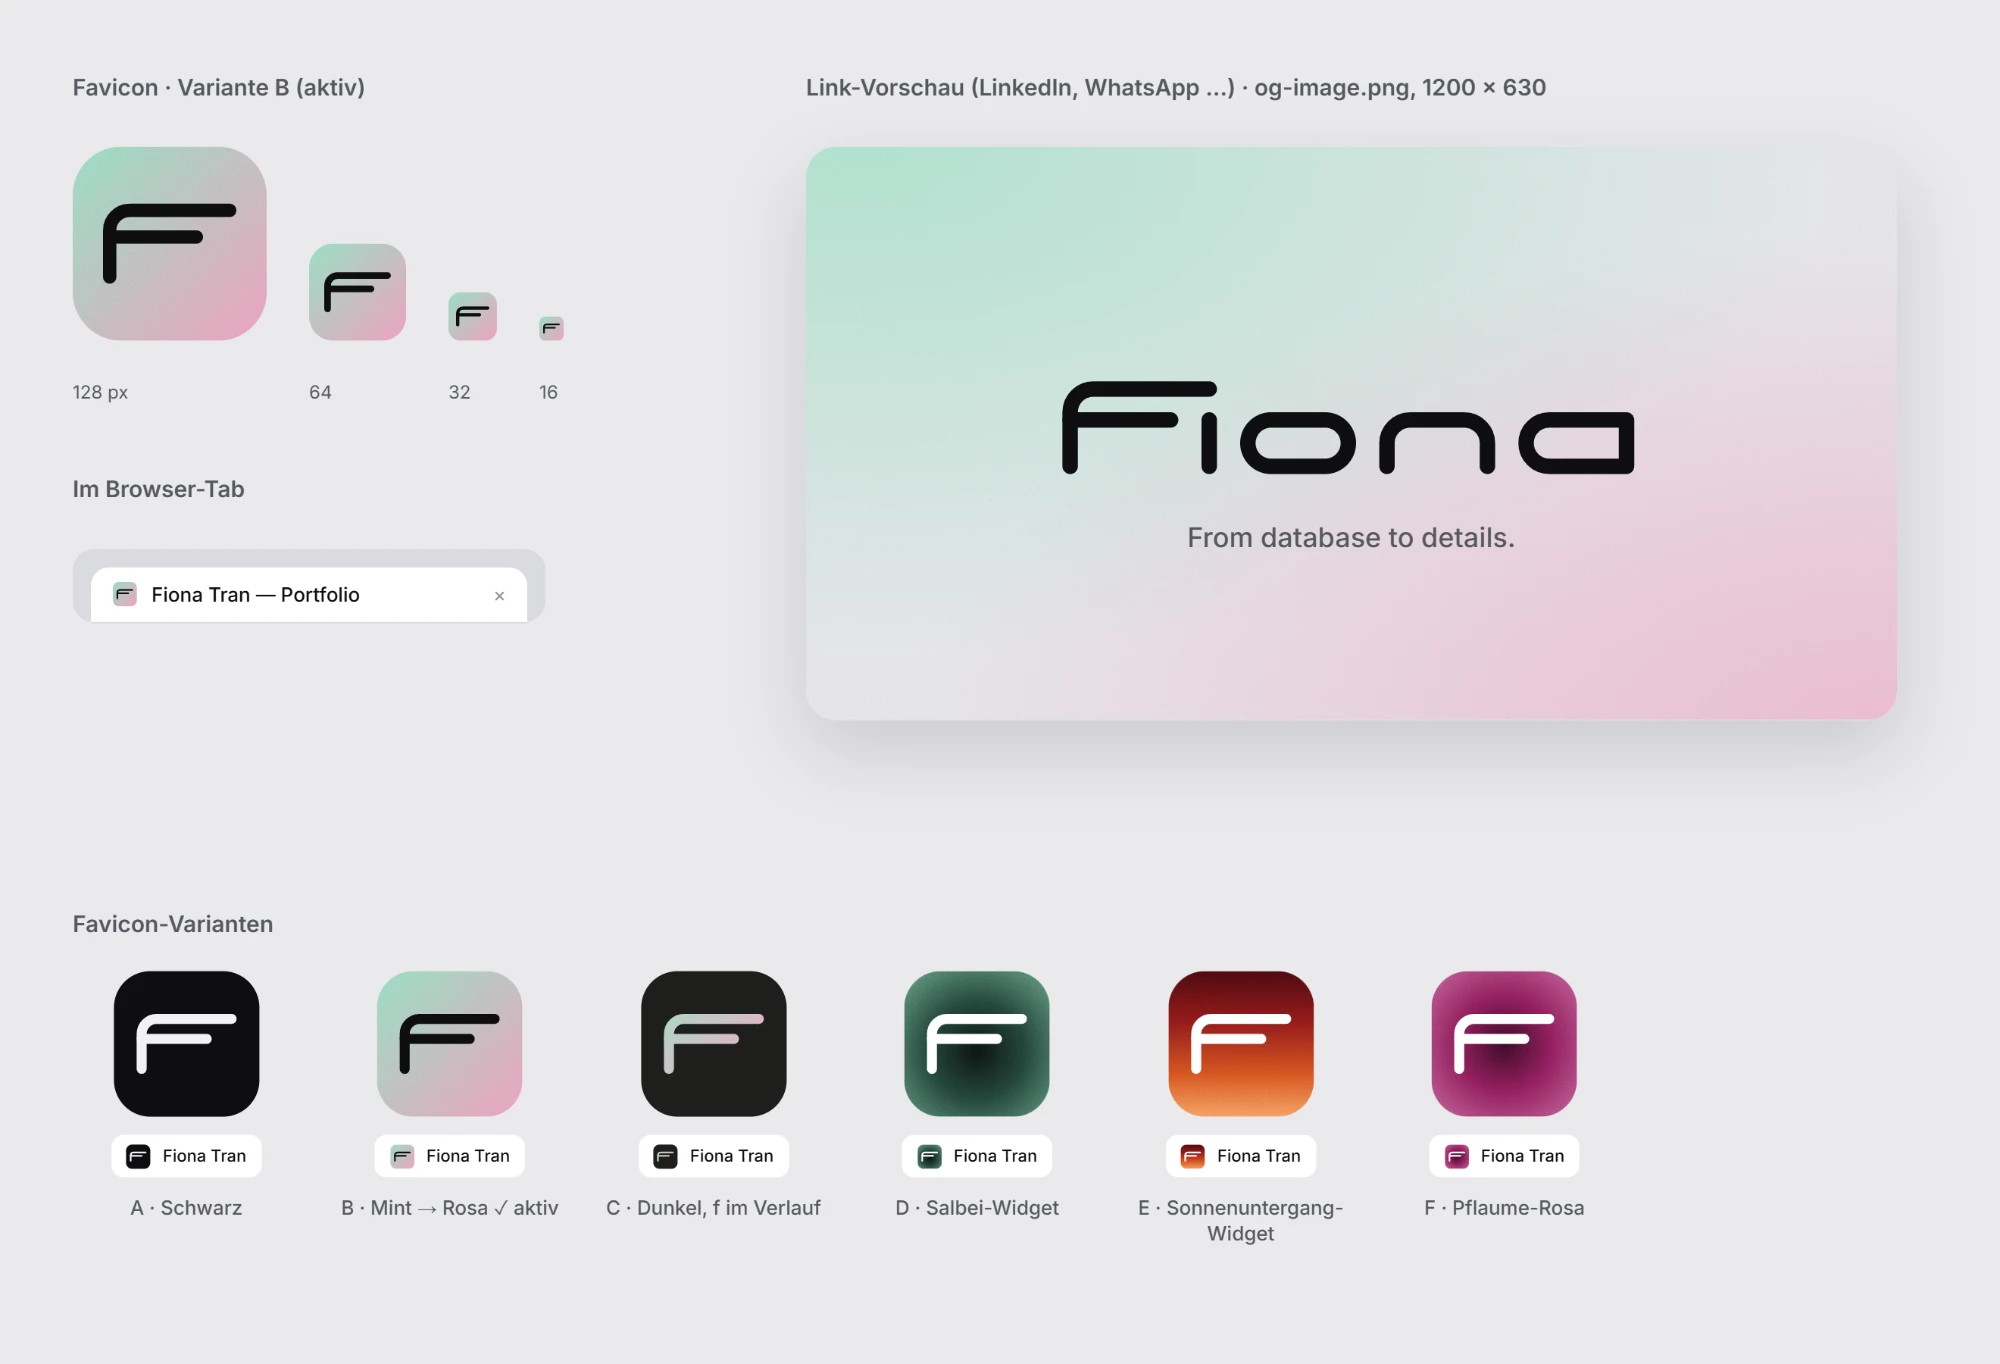 Favicon · Variante B (aktiv)
128 px
64
32
16
Im Browser-Tab
Fiona Tran — Portfolio ×
Link-Vorschau (LinkedIn, WhatsApp ...) · og-image.png, 1200 × 630
Fiona
From database to details.
Favicon-Varianten
Fiona Tran
A · Schwarz
Fiona Tran
B · Mint → Rosa ✓ aktiv
Fiona Tran
C · Dunkel, f im Verlauf
Fiona Tran
D · Salbei-Widget
Fiona Tran
E · Sonnenuntergang-
Widget
Fiona Tran
F · Pflaume-Rosa